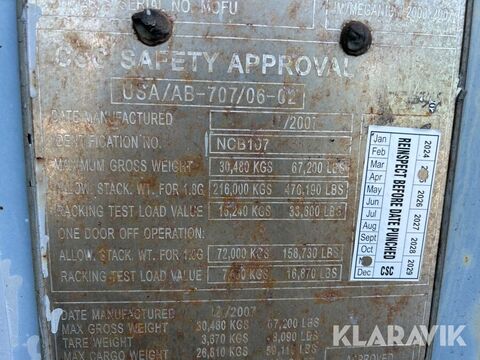 SERIAL NO. MOFU
CSC SAFETY APPROVAL
USA/AB-707/06-02
DATE MANUFACTURED /2007
IDENTIFICATION NO. NCB107
MAXIMUM GROSS WEIGHT 30,480 KGS 67,200 LBS
ALLOW. STACK. WT. FOR 1.8G 216,000 KGS 476,190 LBS
RACKING TEST LOAD VALUE 15,240 KGS 33,600 LBS
ONE DOOR OFF OPERATION:
ALLOW. STACK. WT. FOR 1.8G 72,000 KGS 158,730 LBS
RACKING TEST LOAD VALUE KGS 16,870 LBS
DATE MANUFACTURED /2007
MAX GROSS WEIGHT 30,480 KGS 67,200 LBS
TARE WEIGHT 3,670 KGS 8,090 LBS
MAX CARGO WEIGHT 26,810 KGS LBS
Jan
Feb
Mar
Apr
May
Jun
Jul
Aug
Sept
Oct
Dec
REINSPECT BEFORE DATE PUNCHED
CSC
2024
2026
2027
2028
2029
KLARAVIK